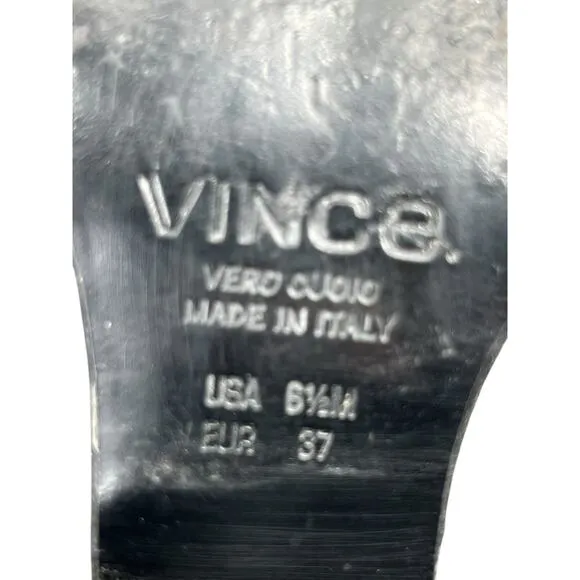 VINCE.
VERO CUOIO
MADE IN ITALY
USA 6½M
EUR 37